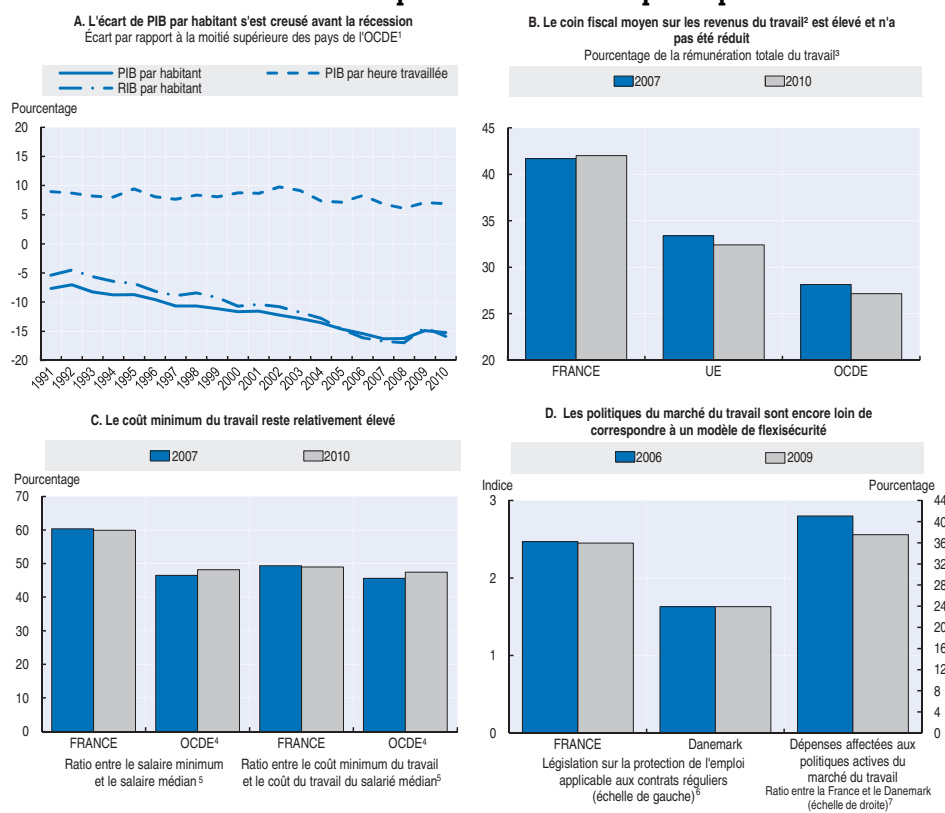 A. L'écart de PIB par habitant s'est creusé avant la récession
Écart par rapport à la moitié supérieure des pays de l'OCDE¹
PIB par habitant
PIB par heure travaillée
RIB par habitant
Pourcentage
20
15
10
5
0
-5
-10
-15
-20
1991 1992 1993 1994 1995 1996 1997 1998 1999 2000 2001 2002 2003 2004 2005 2006 2007 2008 2009 2010
B. Le coin fiscal moyen sur les revenus du travail² est élevé et n'a
pas été réduit
Pourcentage de la rémunération totale du travail³
2007 2010
45
40
35
30
25
20
FRANCE UE OCDE
C. Le coût minimum du travail reste relativement élevé
2007 2010
Pourcentage
70
60
50
40
30
20
10
0
FRANCE OCDE⁴ FRANCE OCDE⁴
Ratio entre le salaire minimum
et le salaire médian ⁵
Ratio entre le coût minimum du travail
et le coût du travail du salarié médian⁵
D. Les politiques du marché du travail sont encore loin de
correspondre à un modèle de flexisécurité
2006 2009
Indice
Pourcentage
3
2
1
0
44
40
36
32
28
24
20
16
12
8
4
0
FRANCE Danemark
Législation sur la protection de l'emploi
applicable aux contrats réguliers
(échelle de gauche)⁶
Dépenses affectées aux
politiques actives du
marché du travail
Ratio entre la France et le Danemark
(échelle de droite)⁷